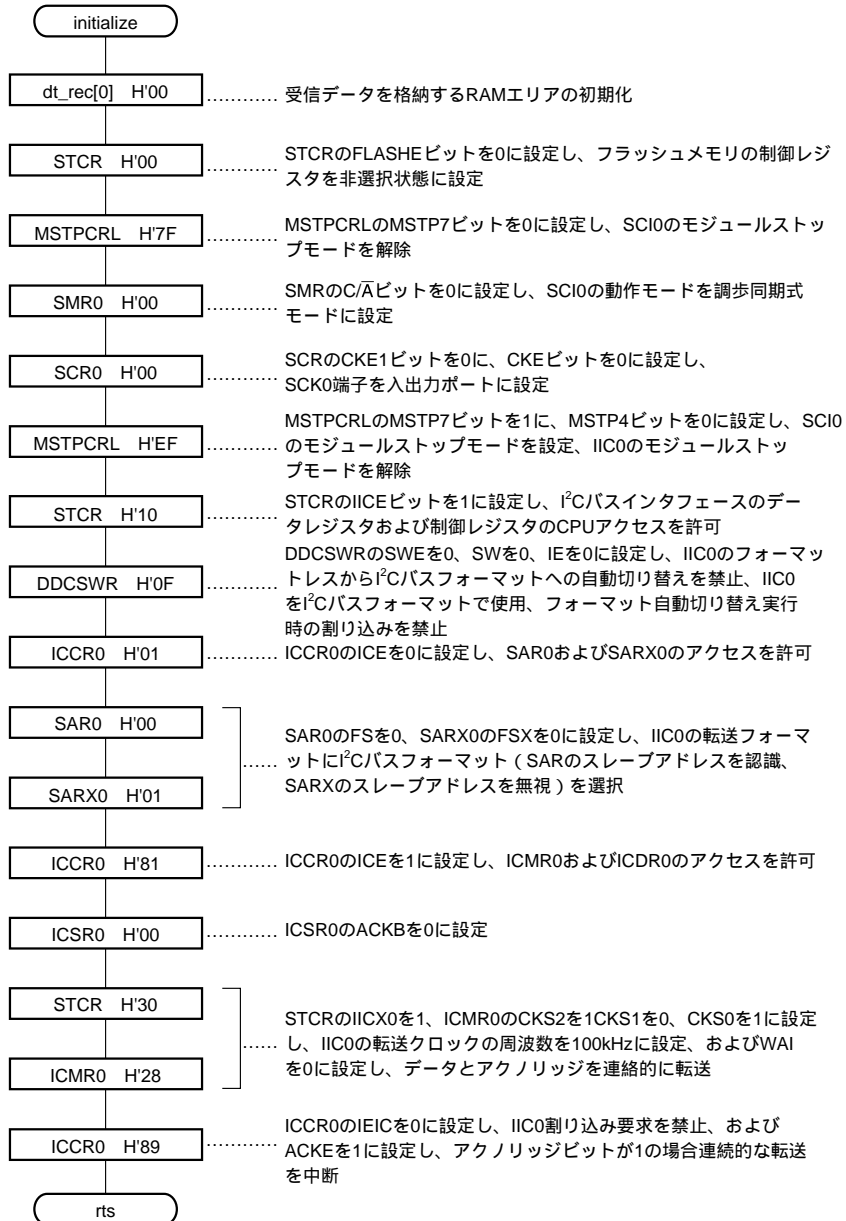 initialize
dt_rec[0] H'00 ............ 受信データを格納するRAMエリアの初期化
STCR H'00 ............ STCRのFLASHEビットを0に設定し、フラッシュメモリの制御レジ
スタを非選択状態に設定
MSTPCRL H'7F ............ MSTPCRLのMSTP7ビットを0に設定し、SCI0のモジュールストッ
プモードを解除
SMR0 H'00 ............ SMRのC/A̅ビットを0に設定し、SCI0の動作モードを調歩同期式
モードに設定
SCR0 H'00 ............ SCRのCKE1ビットを0に、CKEビットを0に設定し、
SCK0端子を入出力ポートに設定
MSTPCRL H'EF ............ MSTPCRLのMSTP7ビットを1に、MSTP4ビットを0に設定し、SCI0
のモジュールストップモードを設定、IIC0のモジュールストッ
プモードを解除
STCR H'10 ............ STCRのIICEビットを1に設定し、I²Cバスインタフェースのデー
タレジスタおよび制御レジスタのCPUアクセスを許可
DDCSWR H'0F ............ DDCSWRのSWEを0、SWを0、IEを0に設定し、IIC0のフォーマッ
トレスからI²Cバスフォーマットへの自動切り替えを禁止、IIC0
をI²Cバスフォーマットで使用、フォーマット自動切り替え実行
時の割り込みを禁止
ICCR0 H'01 ............ ICCR0のICEを0に設定し、SAR0およびSARX0のアクセスを許可
SAR0 H'00
SARX0 H'01
...... SAR0のFSを0、SARX0のFSXを0に設定し、IIC0の転送フォーマ
ットにI²Cバスフォーマット（SARのスレーブアドレスを認識、
SARXのスレーブアドレスを無視）を選択
ICCR0 H'81 ............ ICCR0のICEを1に設定し、ICMR0およびICDR0のアクセスを許可
ICSR0 H'00 ............ ICSR0のACKBを0に設定
STCR H'30
ICMR0 H'28
...... STCRのIICX0を1、ICMR0のCKS2を1CKS1を0、CKS0を1に設定
し、IIC0の転送クロックの周波数を100kHzに設定、およびWAI
を0に設定し、データとアクノリッジを連絡的に転送
ICCR0 H'89 ............ ICCR0のIEICを0に設定し、IIC0割り込み要求を禁止、および
ACKEを1に設定し、アクノリッジビットが1の場合連続的な転送
を中断
rts